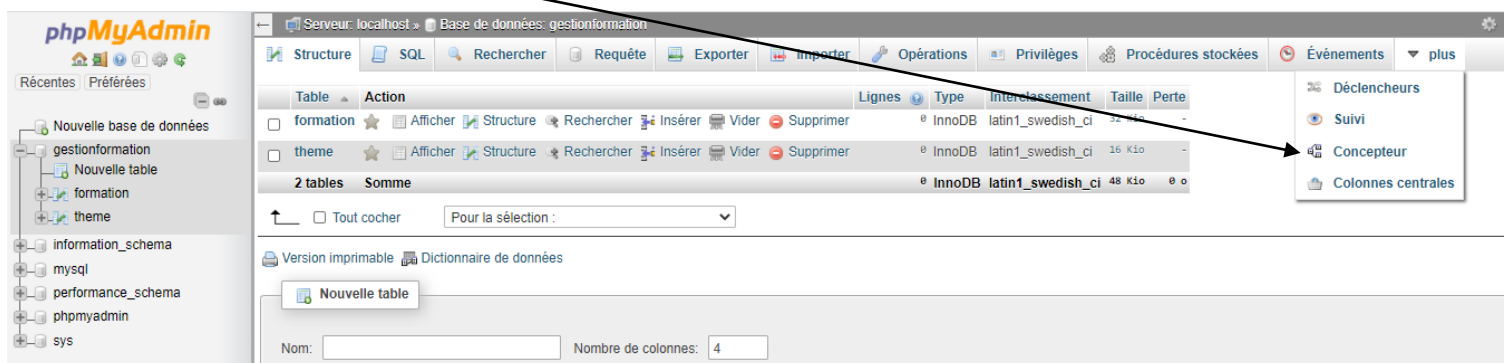 phpMyAdmin
Récentes Préférées
Nouvelle base de données
gestionformation
Nouvelle table
formation
theme
information_schema
mysql
performance_schema
phpmyadmin
sys
Serveur: localhost » Base de données: gestionformation
Structure SQL Rechercher Requête Exporter Importer Opérations Privilèges Procédures stockées Événements plus
Déclencheurs
Suivi
Concepteur
Colonnes centrales
Table Action Lignes Type Interclassement Taille Perte
formation Afficher Structure Rechercher Insérer Vider Supprimer 0 InnoDB latin1_swedish_ci 32 Kio -
theme Afficher Structure Rechercher Insérer Vider Supprimer 0 InnoDB latin1_swedish_ci 16 Kio -
2 tables Somme 0 InnoDB latin1_swedish_ci 48 Kio 0 o
Tout cocher Pour la sélection :
Version imprimable Dictionnaire de données
Nouvelle table
Nom: Nombre de colonnes: 4